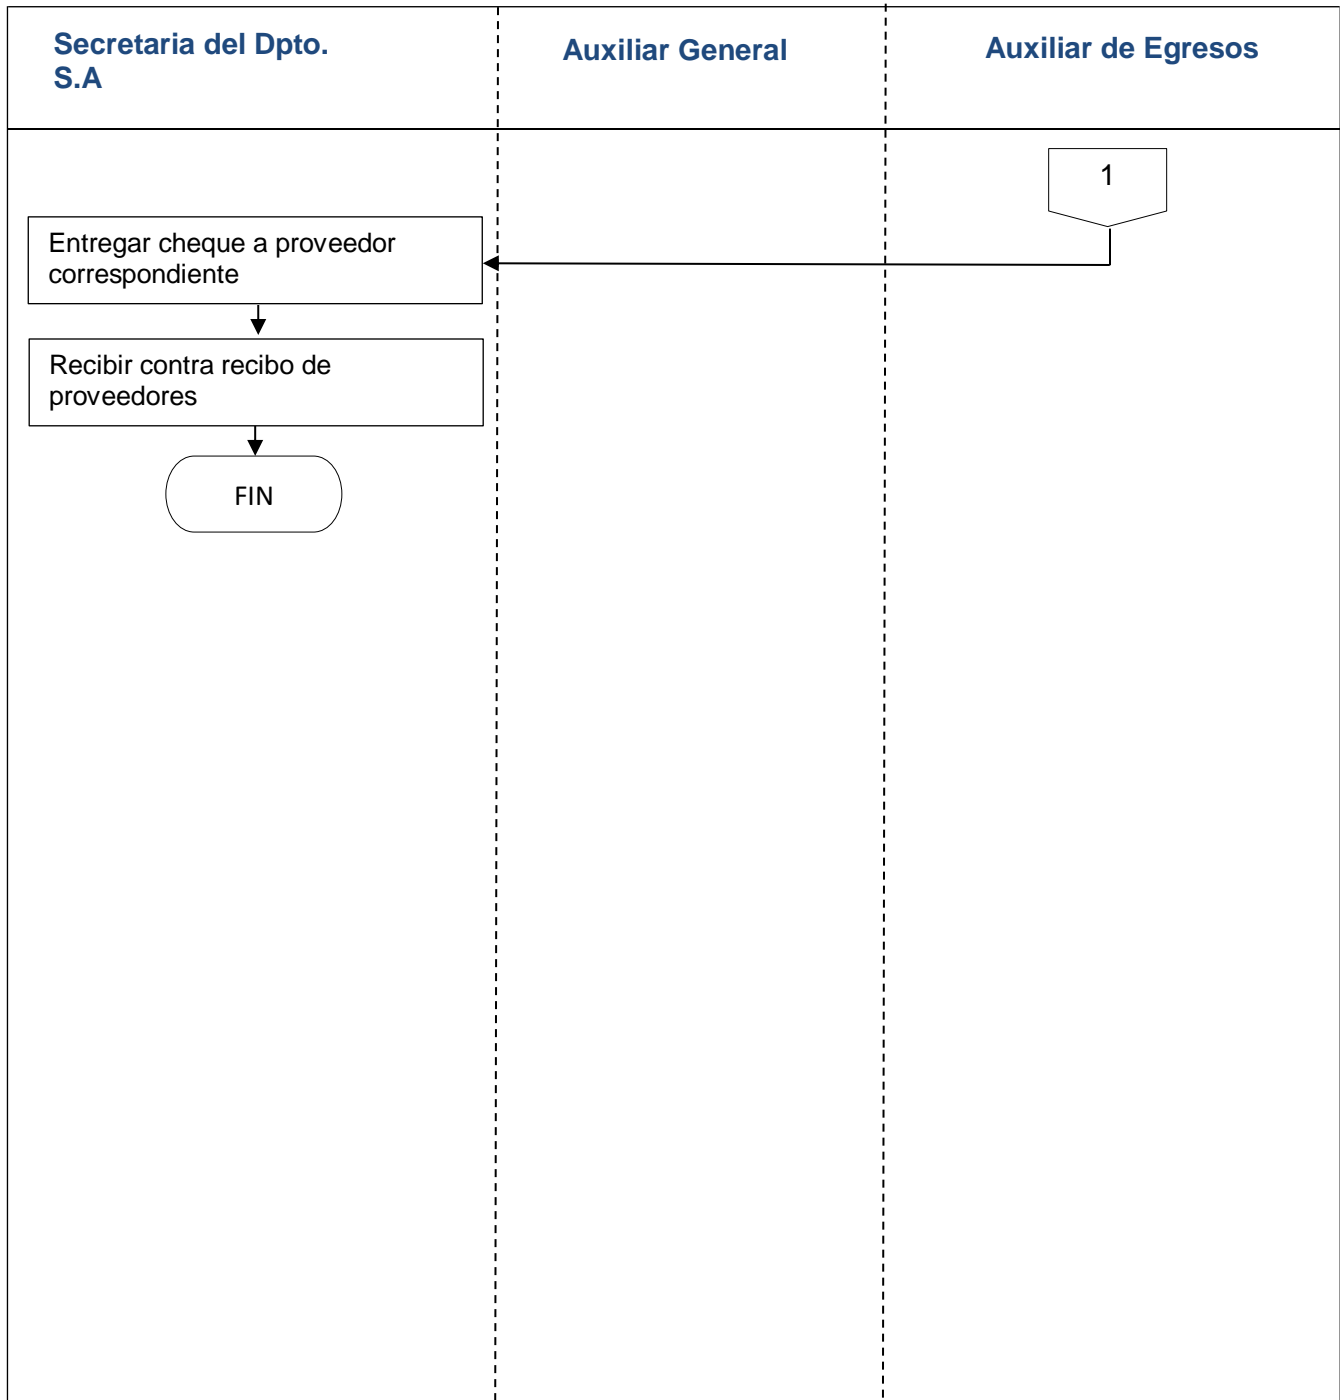 Secretaria del Dpto.
S.A
Auxiliar General
Auxiliar de Egresos
1
Entregar cheque a proveedor
correspondiente
Recibir contra recibo de
proveedores
FIN